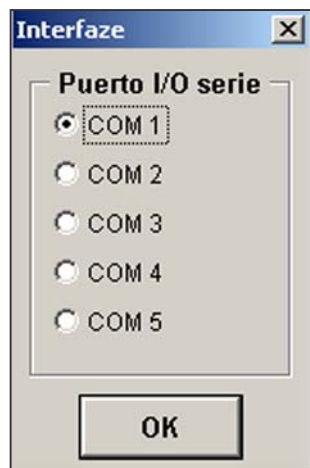 Interfaze
Puerto I/O serie
COM 1
COM 2
COM 3
COM 4
COM 5
OK